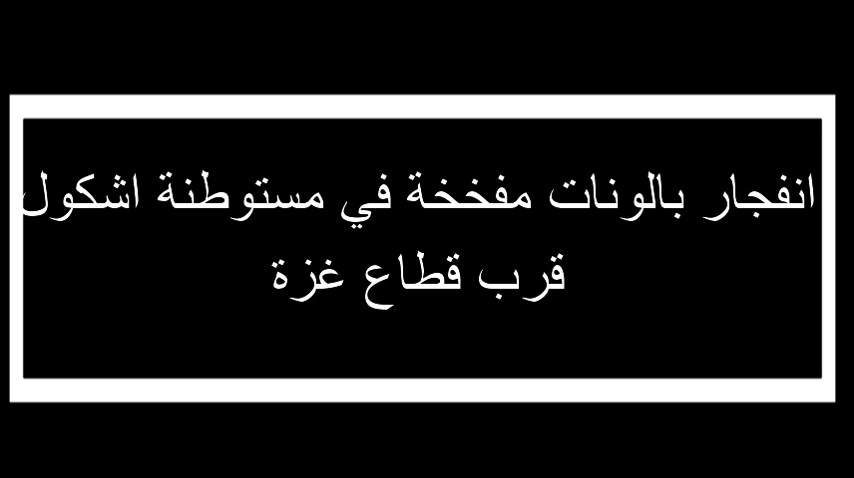 انفجار بالونات مفخخة في مستوطنة اشكول
قرب قطاع غزة